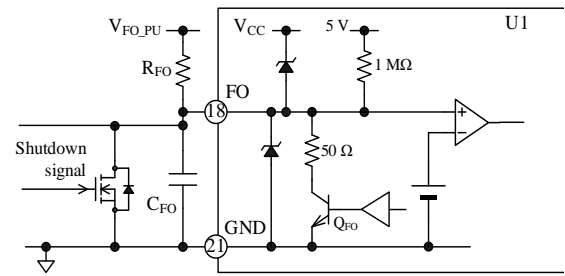 V_FO_PU
V_CC
5 V
U1
R_FO
1 MΩ
FO
18
50 Ω
Shutdown
signal
C_FO
GND
Q_FO
21
+
−